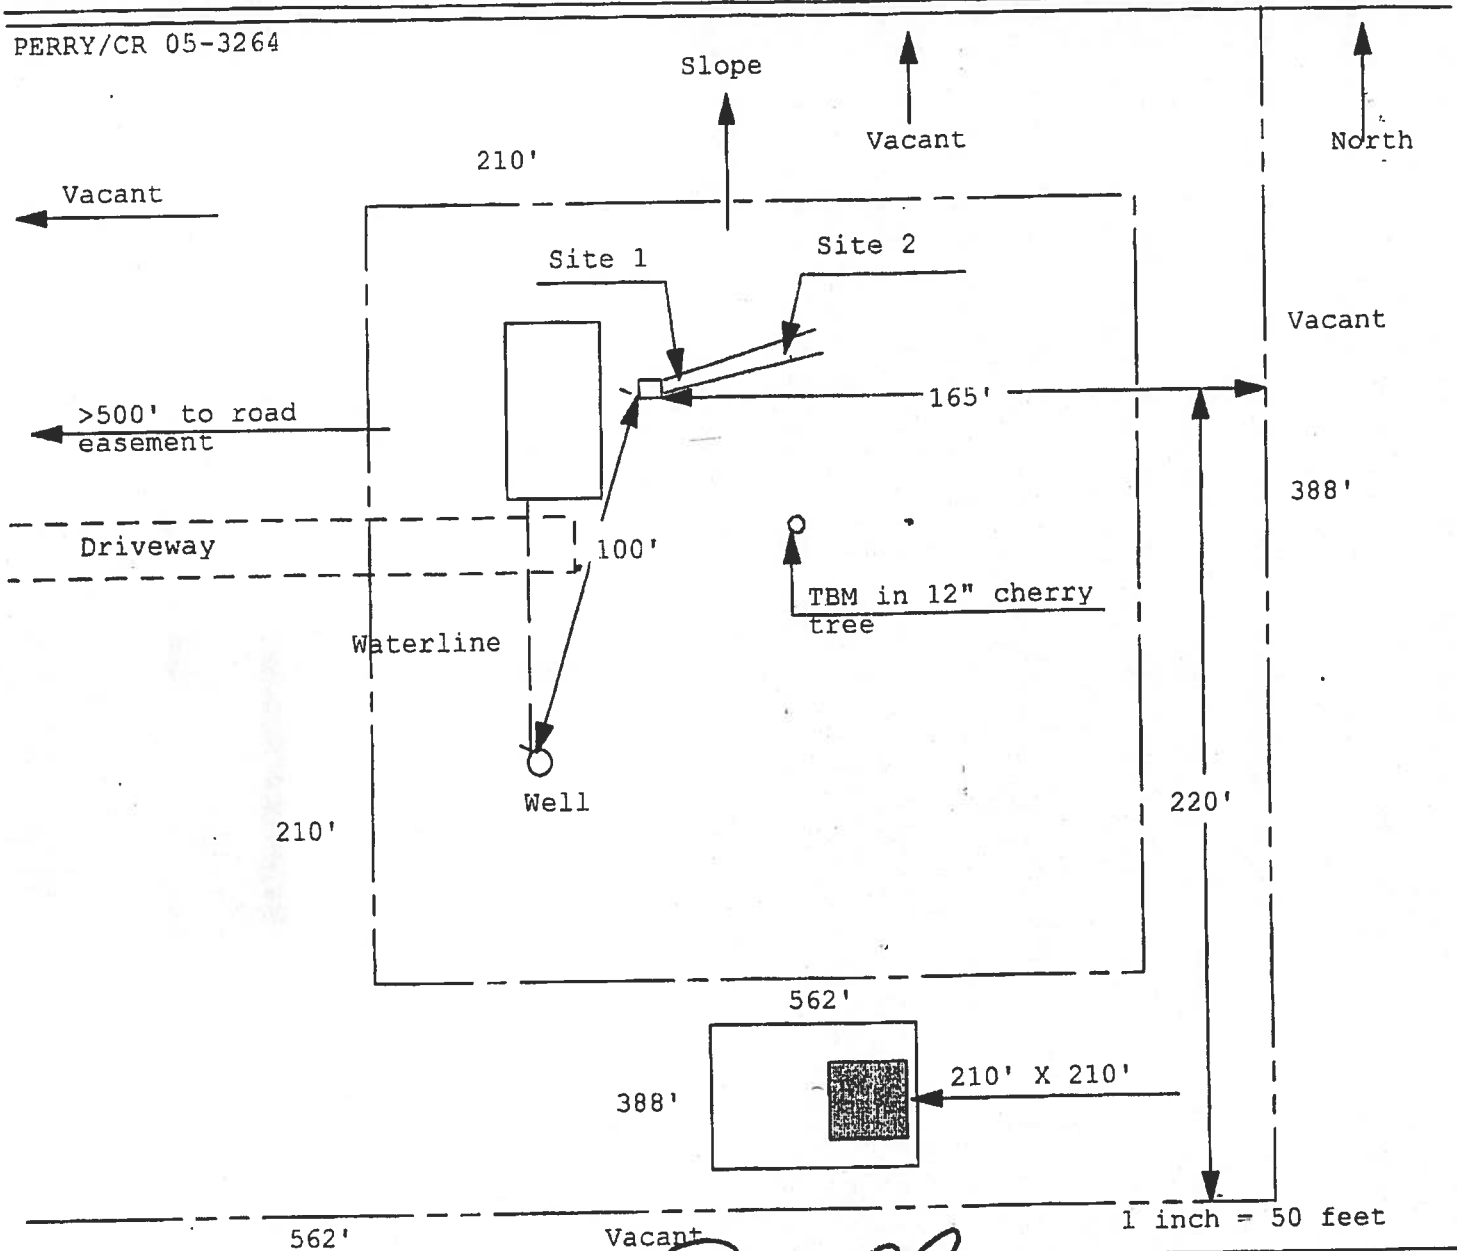 PERRY/CR 05-3264
Slope
Vacant
North
210'
Vacant
Site 1
Site 2
Vacant
165'
>500' to road
easement
388'
Driveway
100'
TBM in 12" cherry
tree
Waterline
Well
220'
210'
562'
210' X 210'
388'
1 inch = 50 feet
562'
Vacant